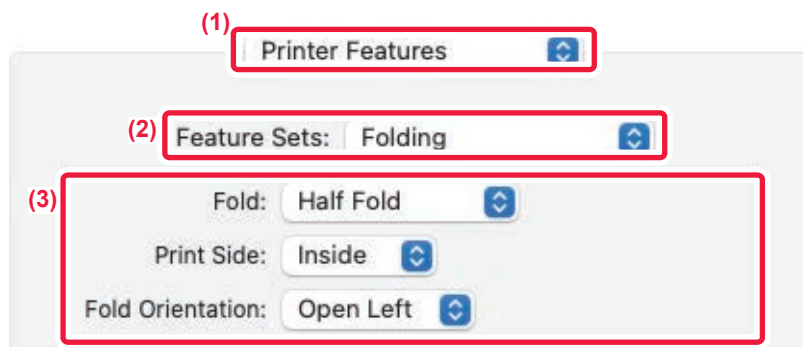 (1)
Printer Features
(2) Feature Sets: Folding
(3) Fold: Half Fold
Print Side: Inside
Fold Orientation: Open Left